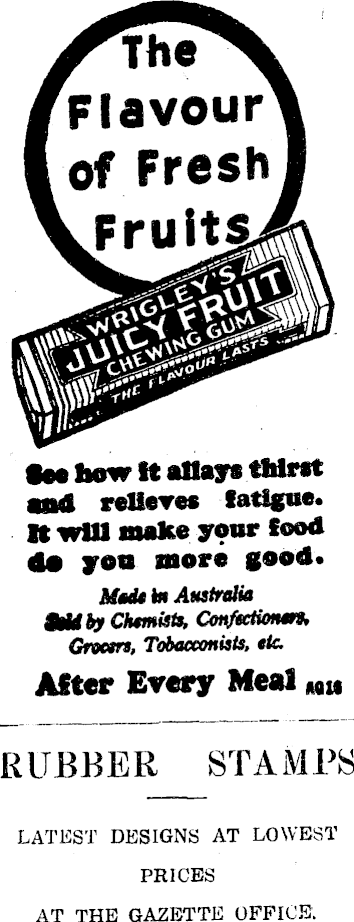 The
Flavour
of Fresh
Fruits
WRIGLEY'S
JUICY FRUIT
CHEWING GUM
THE FLAVOUR LASTS
See how it allays thirst
and relieves fatigue.
It will make your food
do you more good.
Made in Australia
Sold by Chemists, Confectioners,
Grocers, Tobacconists, etc.
After Every Meal AQ16
RUBBER STAMPS
LATEST DESIGNS AT LOWEST
PRICES
AT THE GAZETTE OFFICE.